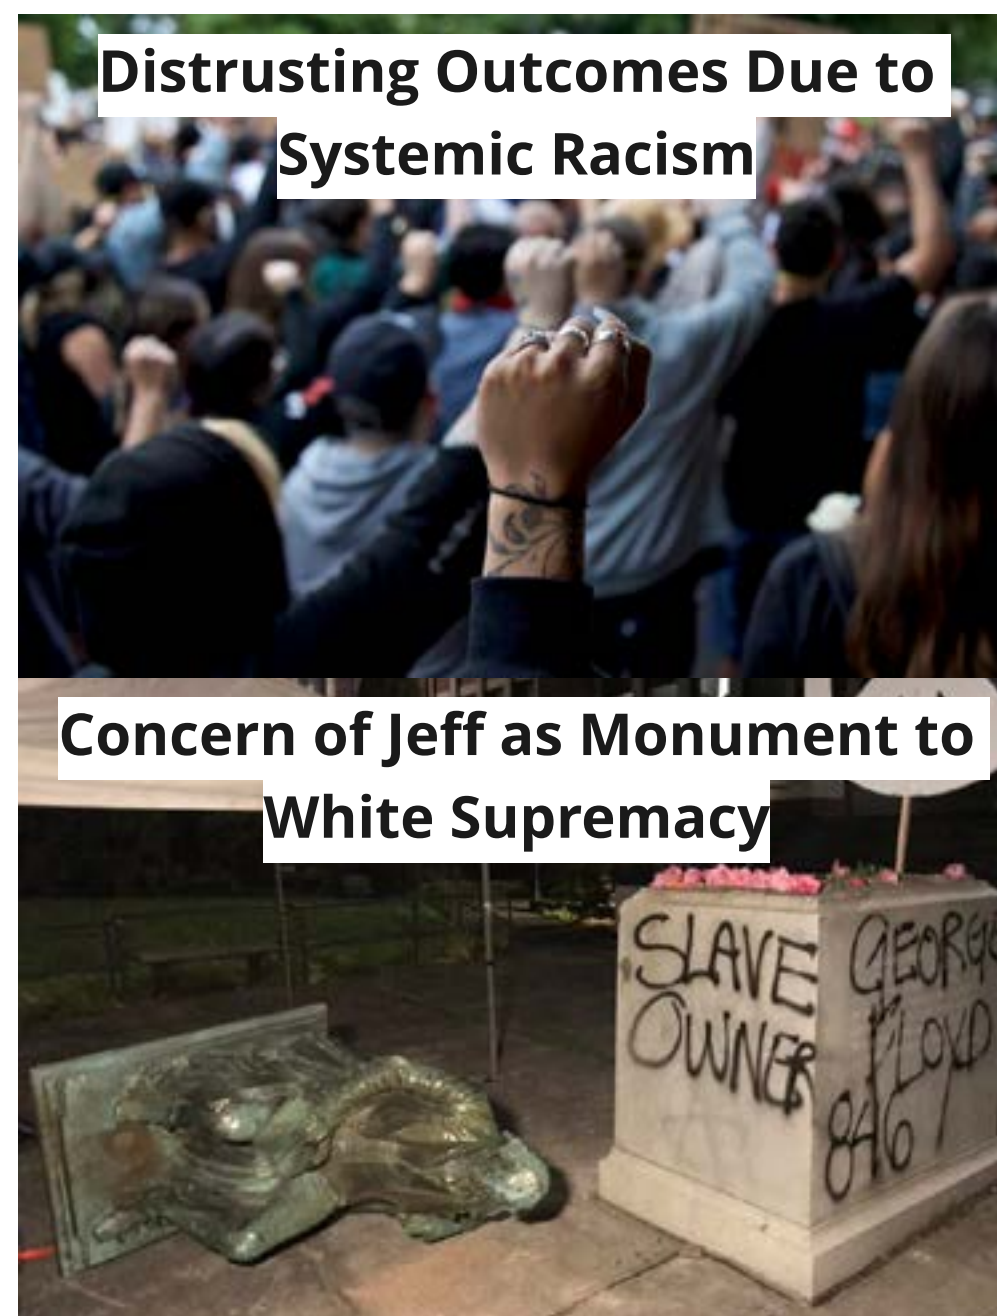 Distrusting Outcomes Due to
Systemic Racism
Concern of Jeff as Monument to
White Supremacy
SLAVE
OWNER
GEORGE
FLOYD
846